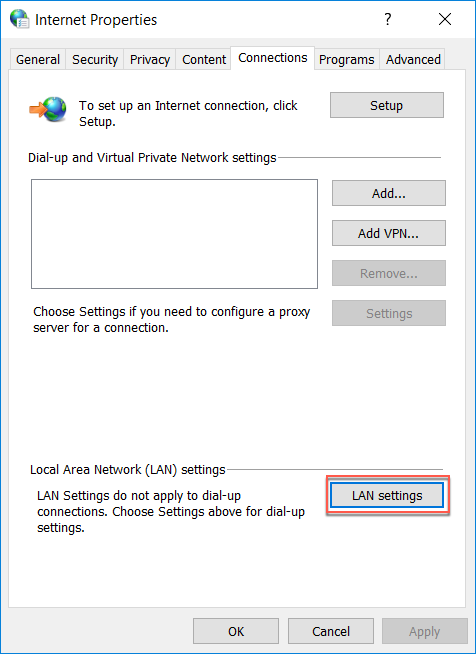 Internet Properties
? ×
General Security Privacy Content Connections Programs Advanced
To set up an Internet connection, click
Setup.
Setup
Dial-up and Virtual Private Network settings
Add...
Add VPN...
Remove...
Choose Settings if you need to configure a proxy
server for a connection.
Settings
Local Area Network (LAN) settings
LAN Settings do not apply to dial-up
connections. Choose Settings above for dial-up
settings.
LAN settings
OK Cancel Apply